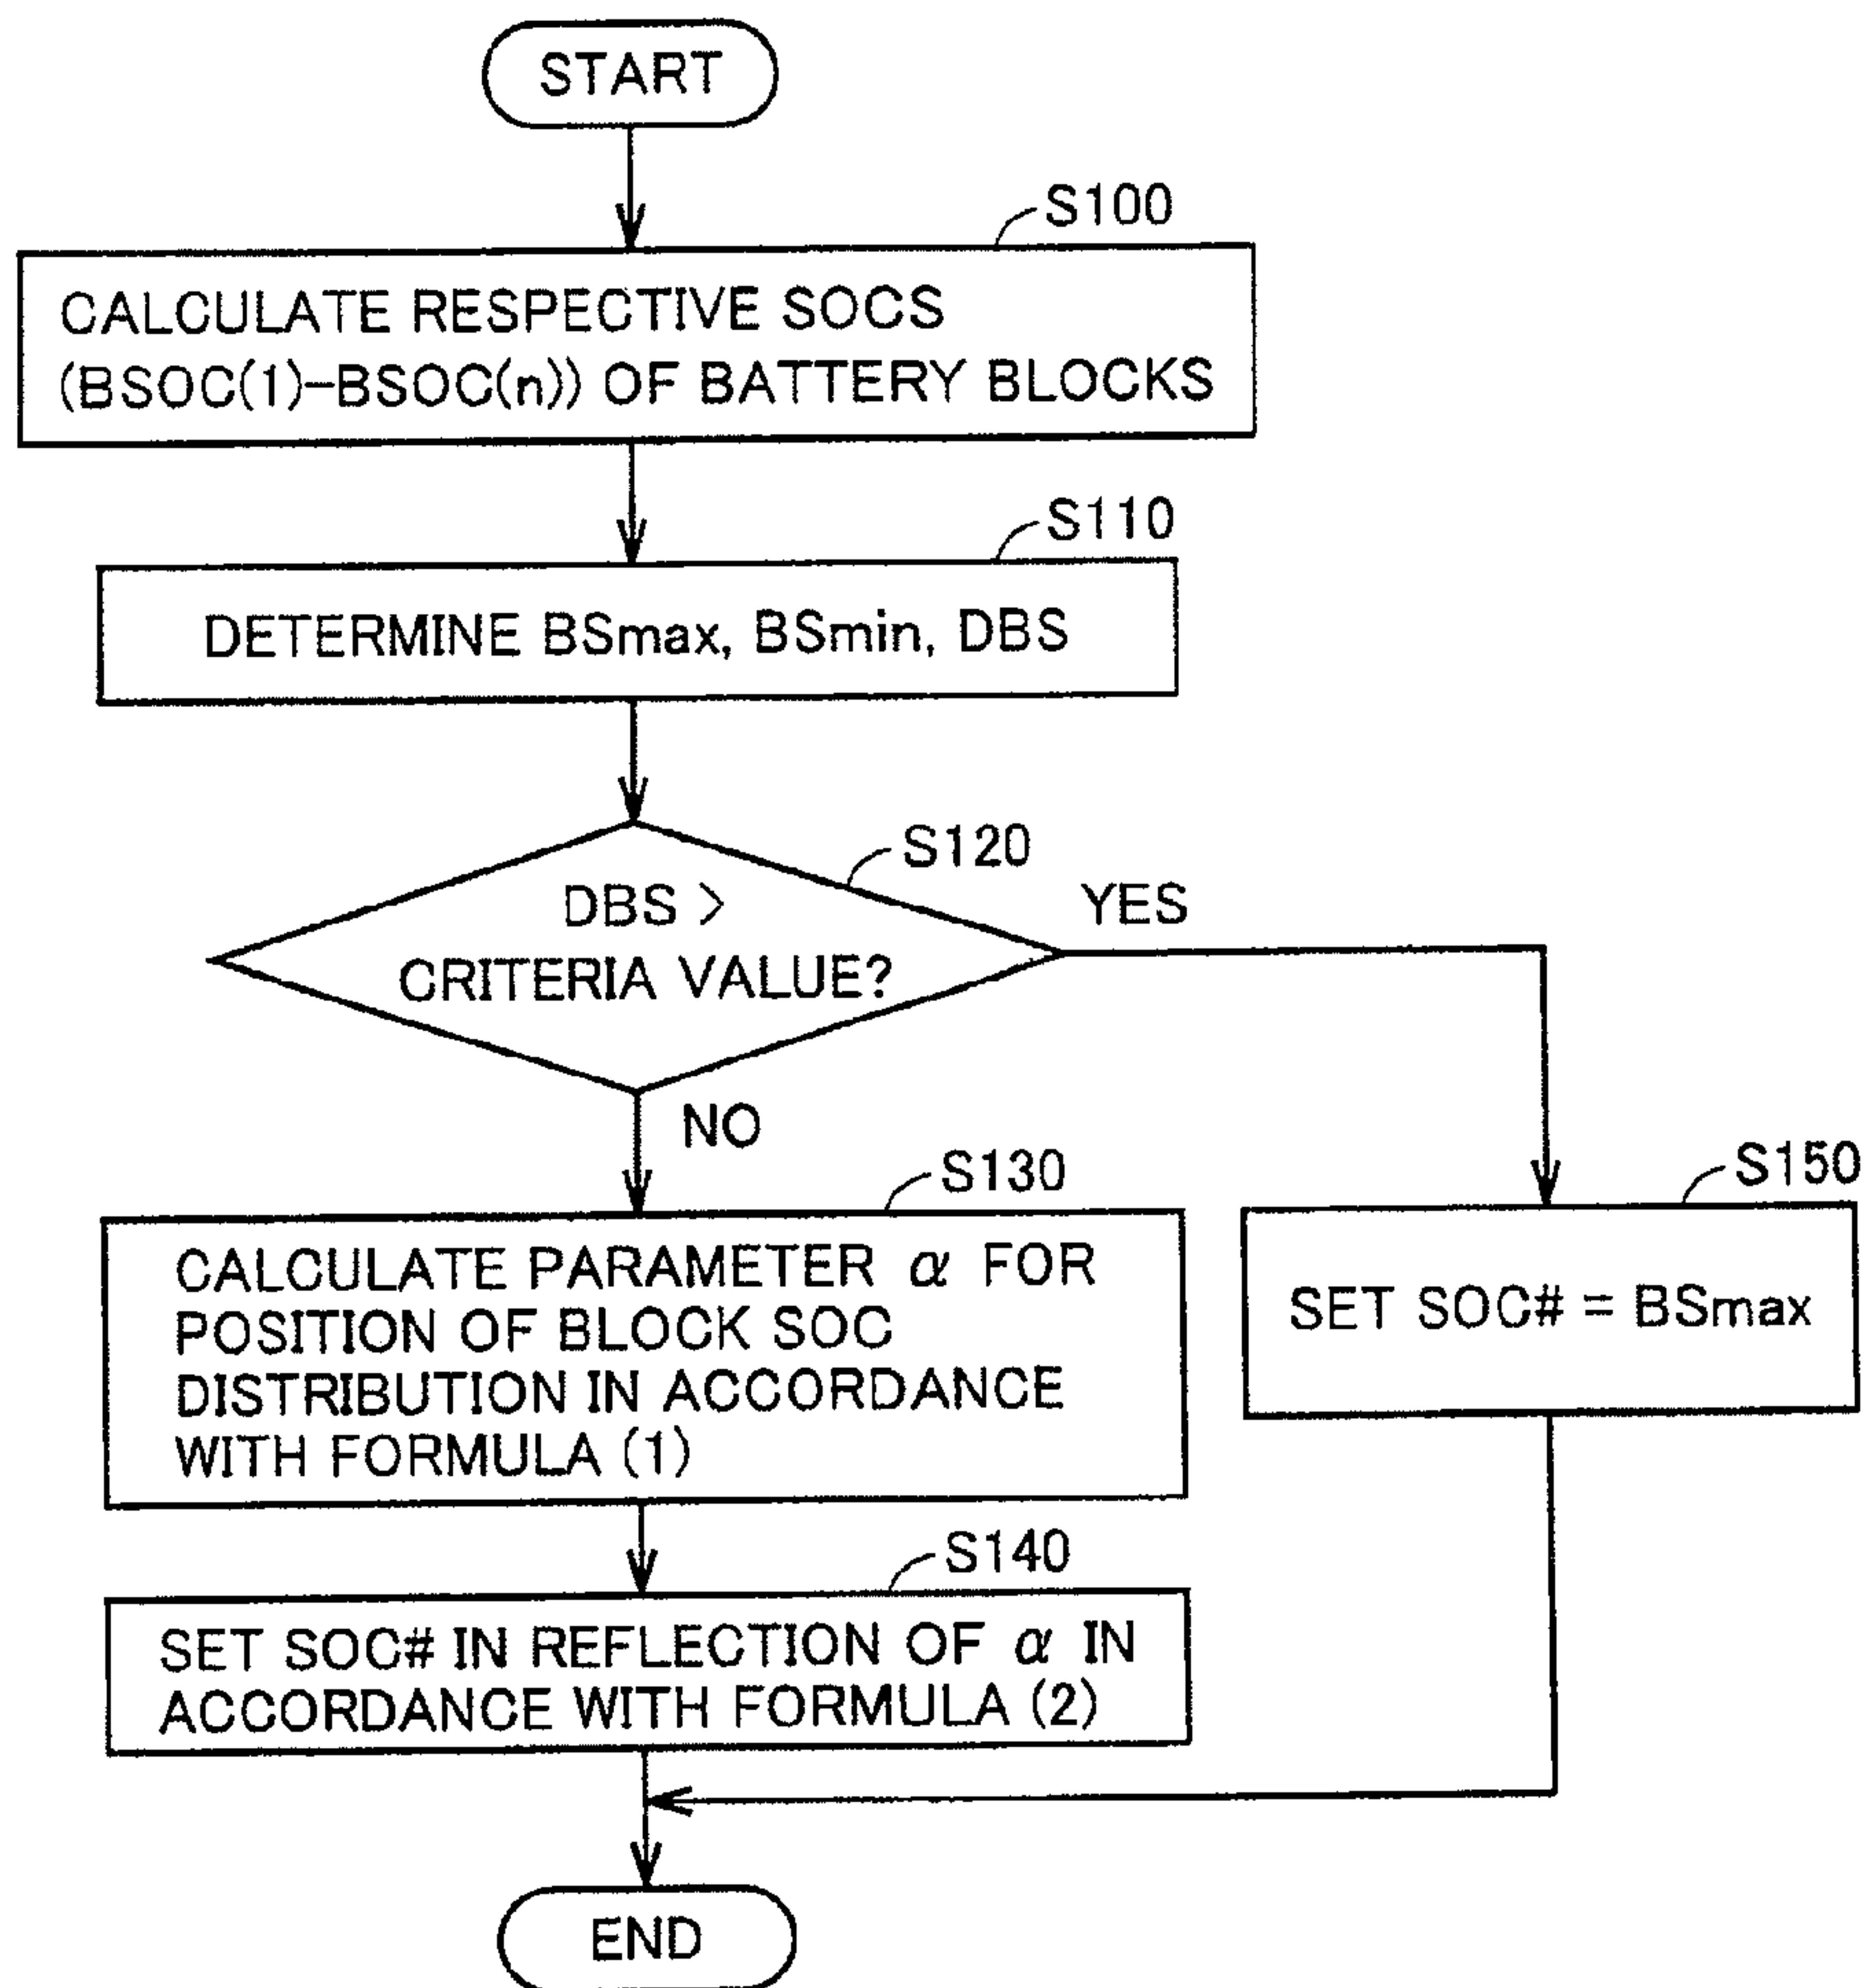 START
S100
CALCULATE RESPECTIVE SOCS
(BSOC(1)-BSOC(n)) OF BATTERY BLOCKS
S110
DETERMINE BSmax, BSmin, DBS
S120
DBS >
CRITERIA VALUE?
YES
NO
S130
CALCULATE PARAMETER α FOR
POSITION OF BLOCK SOC
DISTRIBUTION IN ACCORDANCE
WITH FORMULA (1)
S150
SET SOC# = BSmax
S140
SET SOC# IN REFLECTION OF α IN
ACCORDANCE WITH FORMULA (2)
END